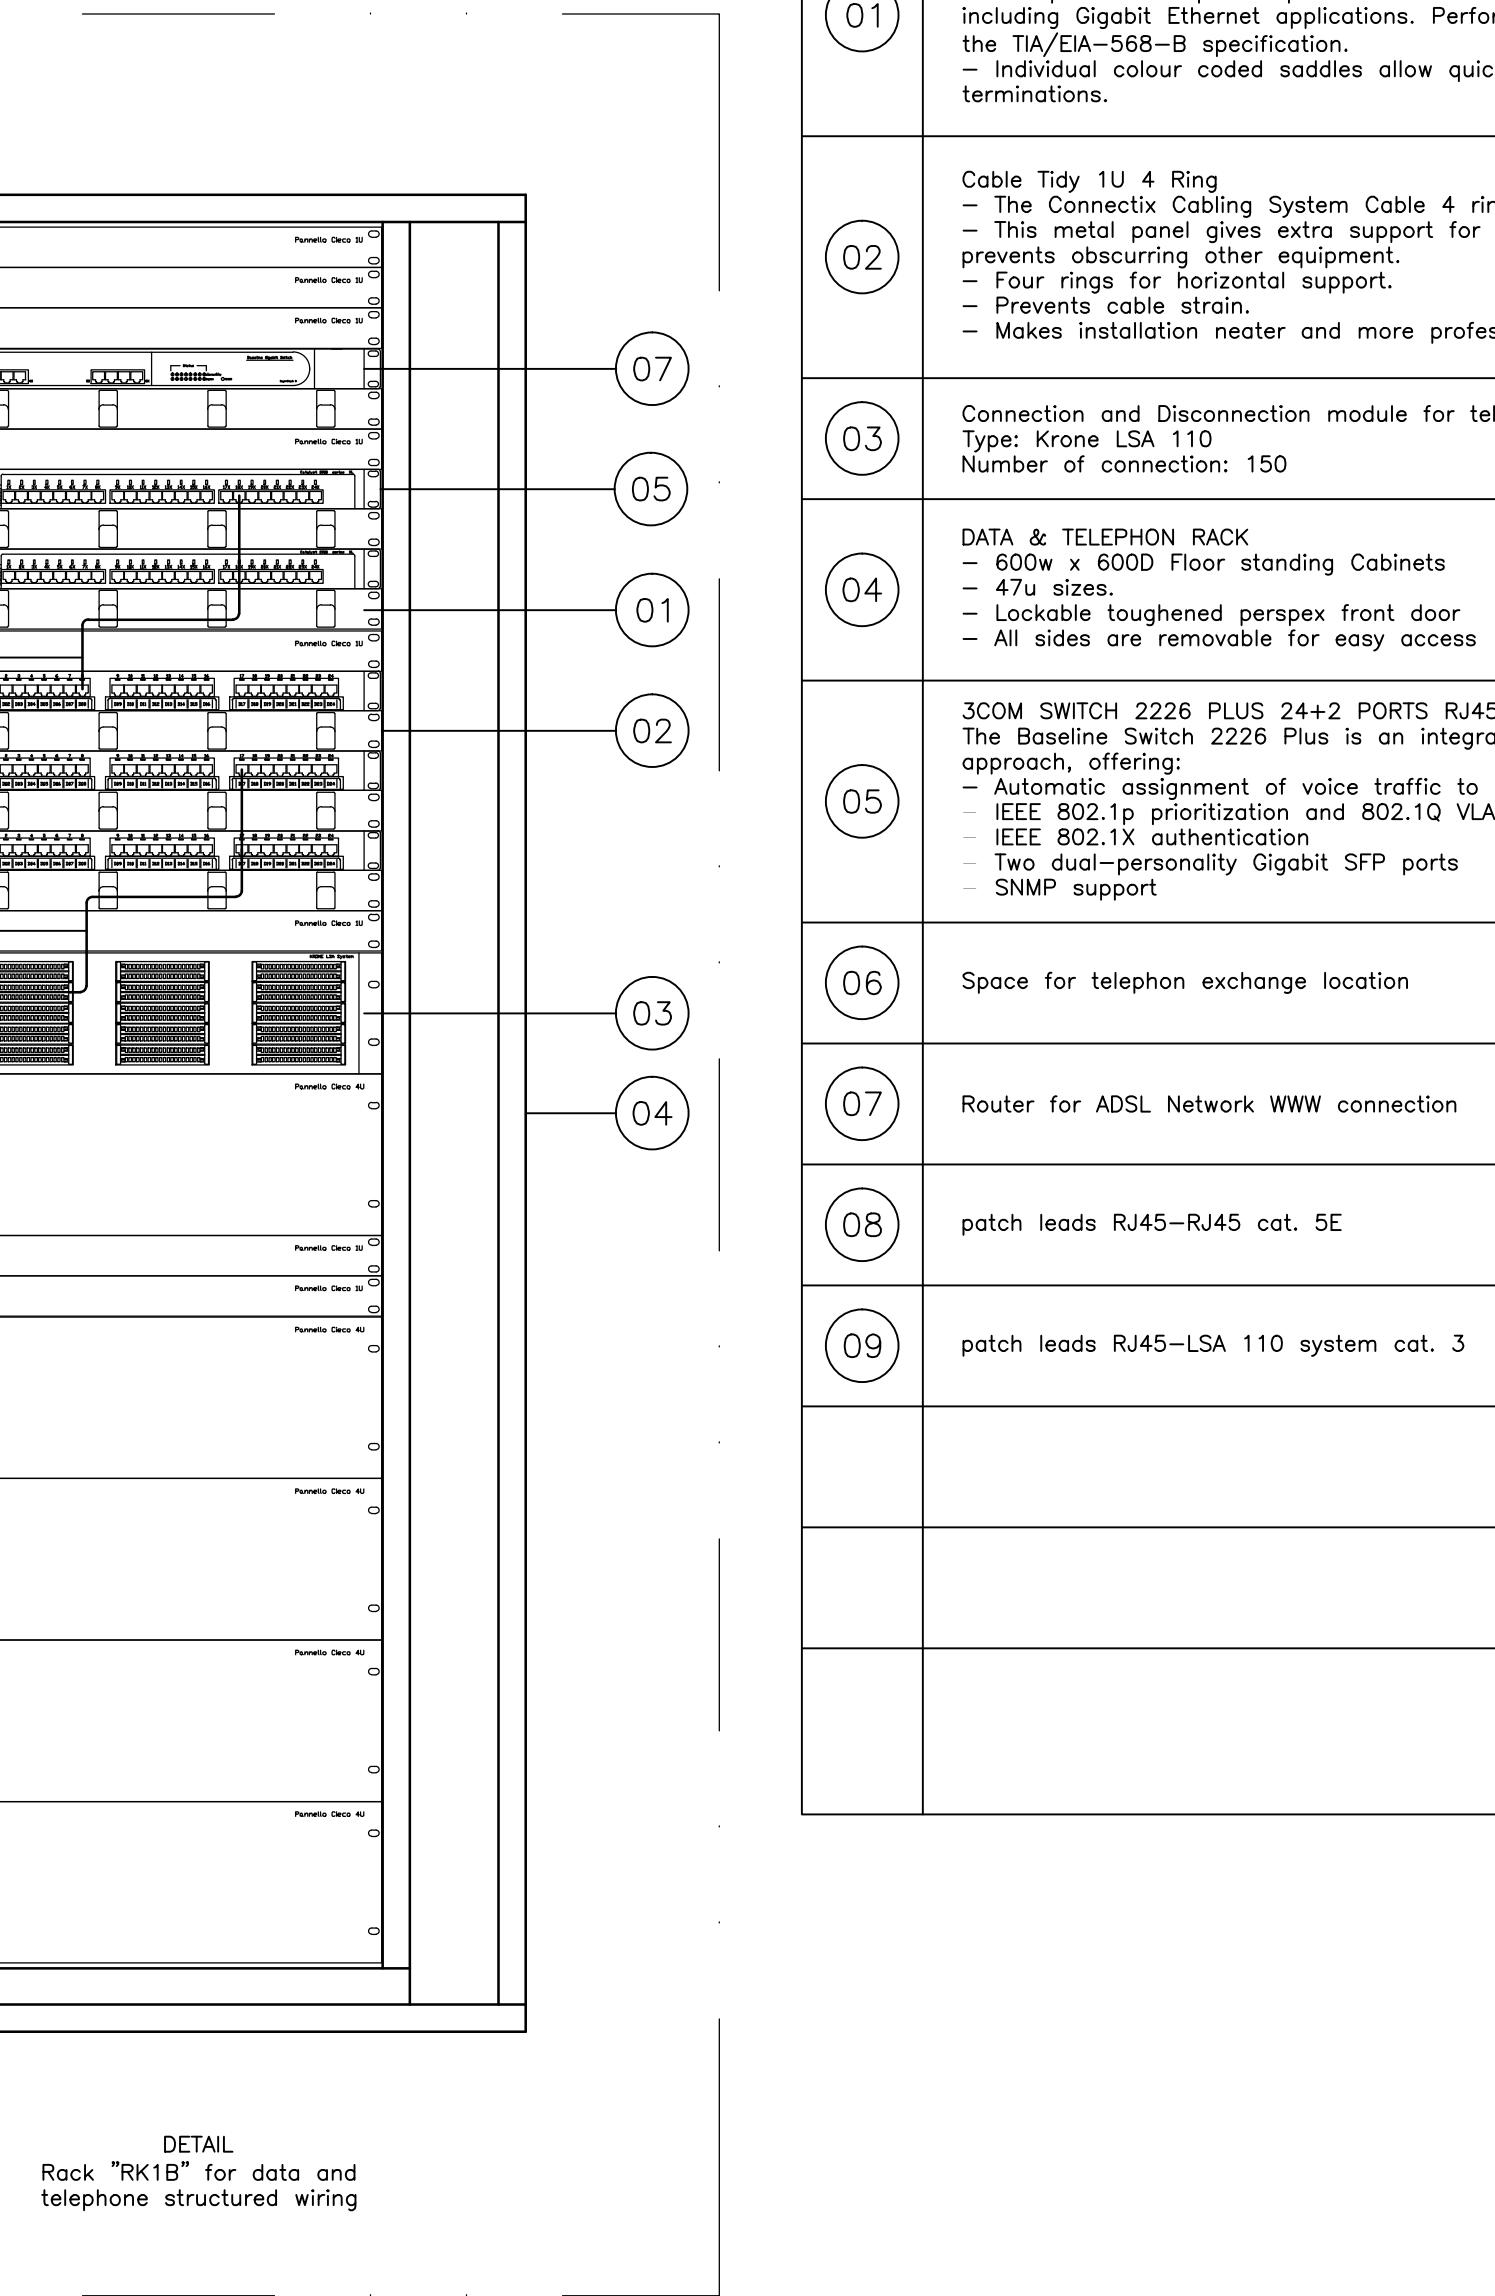 Pannello Cieco 1U
Pannello Cieco 1U
Pannello Cieco 1U
Status
Baseline Gigabit Switch
Pannello Cieco 1U
Pannello Cieco 1U
Pannello Cieco 1U
KRONE LSA System
Pannello Cieco 4U
Pannello Cieco 1U
Pannello Cieco 1U
Pannello Cieco 4U
Pannello Cieco 4U
Pannello Cieco 4U
Pannello Cieco 4U
07
05
01
02
03
04
DETAIL
Rack "RK1B" for data and
telephone structured wiring
01
including Gigabit Ethernet applications.
the TIA/EIA-568-B specification.
- Individual colour coded saddles allow
terminations.
02
Cable Tidy 1U 4 Ring
- The Connectix Cabling System Cable 4
- This metal panel gives extra support for
prevents obscurring other equipment.
- Four rings for horizontal support.
- Prevents cable strain.
- Makes installation neater and more
03
Connection and Disconnection module for
Type: Krone LSA 110
Number of connection: 150
04
DATA & TELEPHON RACK
- 600w x 600D Floor standing Cabinets
- 47u sizes.
- Lockable toughened perspex front door
- All sides are removable for easy access
05
3COM SWITCH 2226 PLUS 24+2 PORTS RJ45
The Baseline Switch 2226 Plus is an
approach, offering:
- Automatic assignment of voice traffic to
- IEEE 802.1p prioritization and 802.1Q
- IEEE 802.1X authentication
- Two dual-personality Gigabit SFP ports
- SNMP support
06
Space for telephon exchange location
07
Router for ADSL Network WWW connection
08
patch leads RJ45-RJ45 cat. 5E
09
patch leads RJ45-LSA 110 system cat. 3